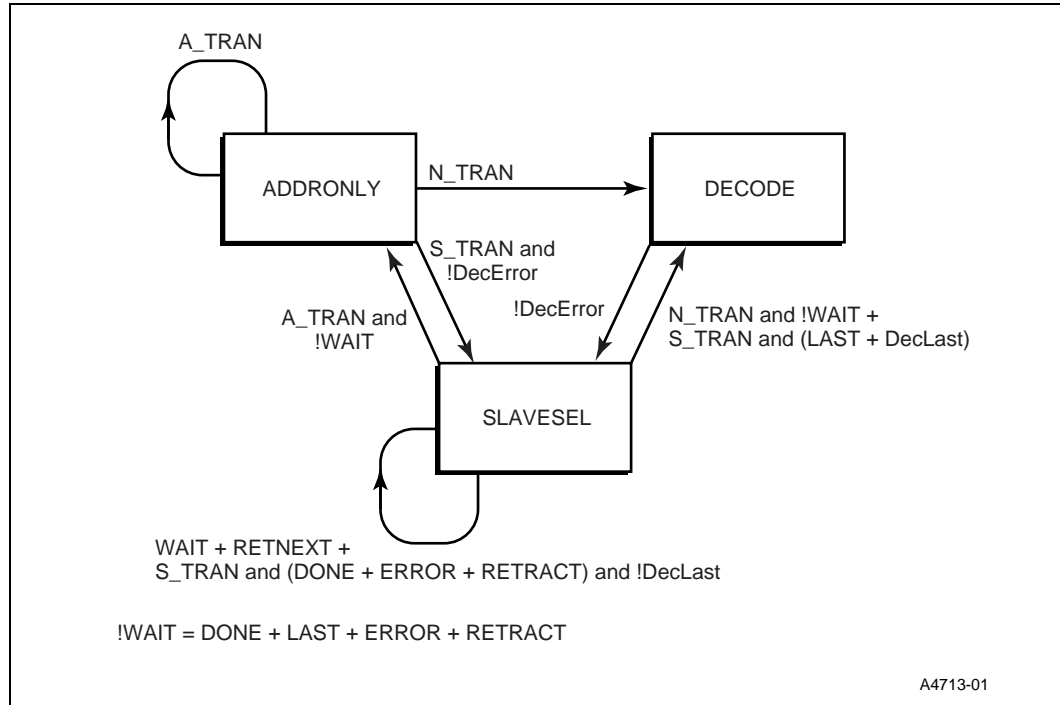 A_TRAN
ADDRONLY
N_TRAN
DECODE
S_TRAN and
!DecError
A_TRAN and
!WAIT
!DecError
N_TRAN and !WAIT +
S_TRAN and (LAST + DecLast)
SLAVESEL
WAIT + RETNEXT +
S_TRAN and (DONE + ERROR + RETRACT) and !DecLast
!WAIT = DONE + LAST + ERROR + RETRACT
A4713-01